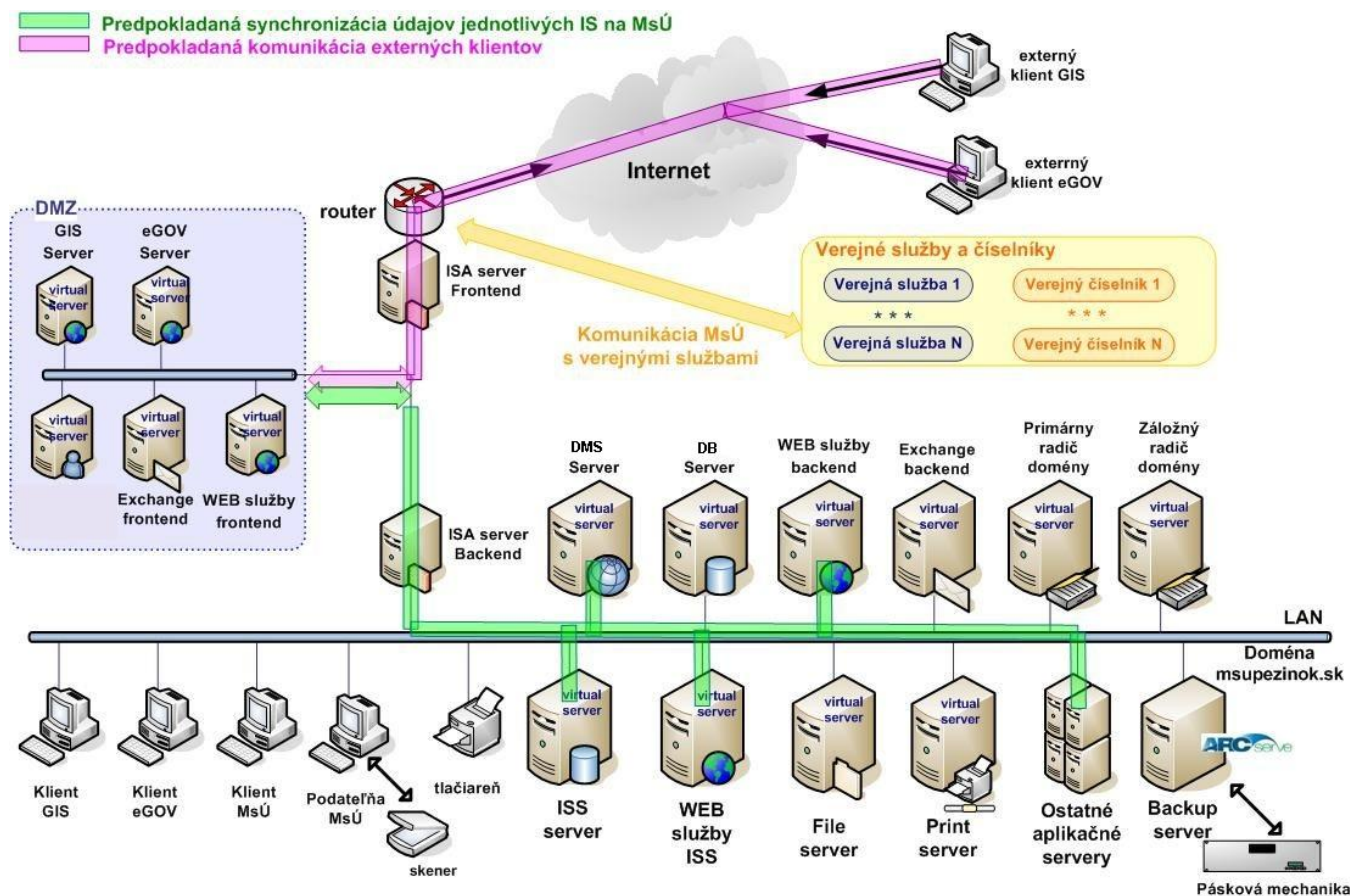 Predpokladaná synchronizácia údajov jednotlivých IS na MsÚ
Predpokladaná komunikácia externých klientov
externý
klient GIS
Internet
exterrný
klient eGOV
router
DMZ
GIS
Server
eGOV
Server
virtual
server
virtual
server
ISA server
Frontend
Verejné služby a číselníky
Verejná služba 1
Verejný číselník 1
* * *
* * *
Verejná služba N
Verejný číselník N
Komunikácia MsÚ
s verejnými službami
virtual
server
virtual
server
virtual
server
Exchange
frontend
WEB služby
frontend
ISA server
Backend
DMS
Server
DB
Server
WEB služby
backend
Exchange
backend
Primárny
radič
domény
Záložný
radič
domény
virtual
server
virtual
server
virtual
server
virtual
server
virtual
server
virtual
server
LAN
Doména
msupezinok.sk
virtual
server
virtual
server
virtual
server
virtual
server
ARCserve
Klient
GIS
Klient
eGOV
Klient
MsÚ
Podateľňa
MsÚ
tlačiareň
skener
ISS
server
WEB
služby
ISS
File
server
Print
server
Ostatné
aplikačné
servery
Backup
server
Pásková mechanika